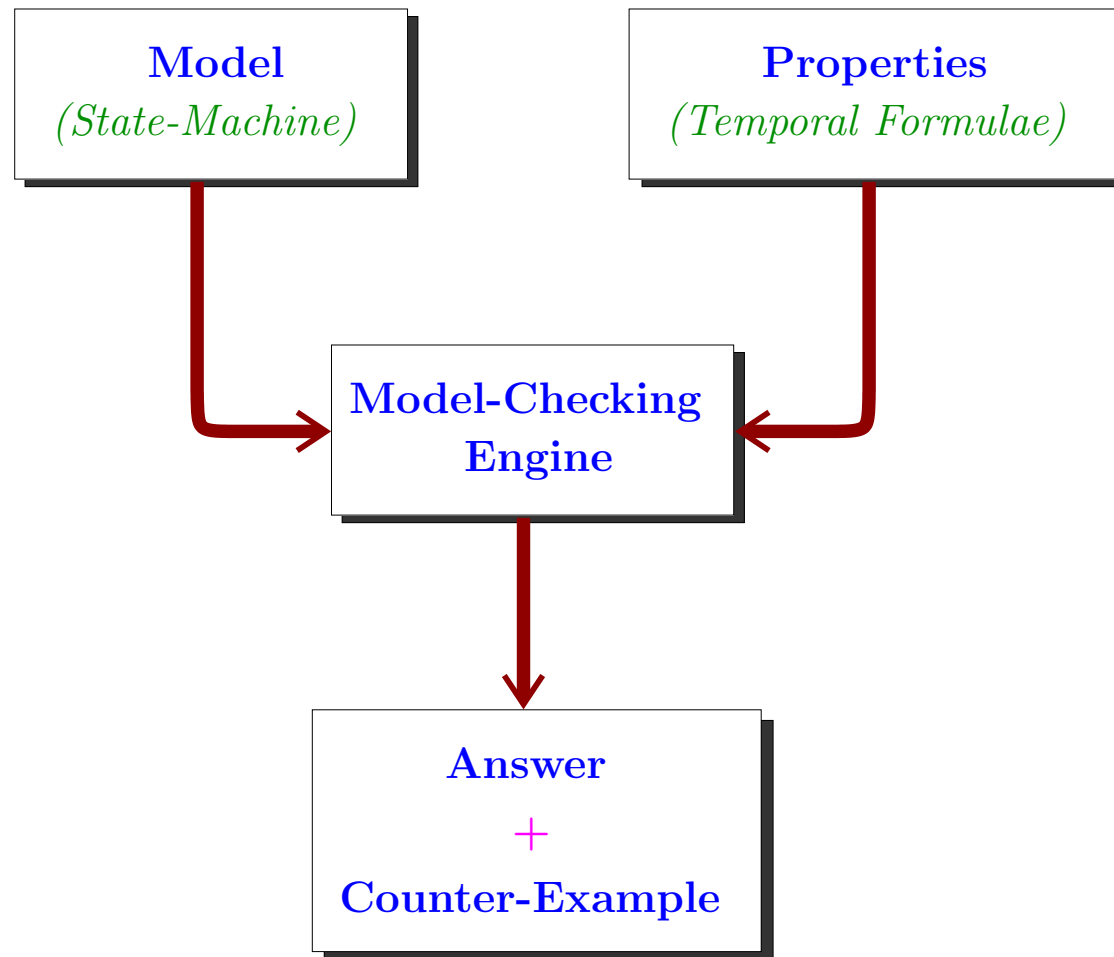 Model
(State-Machine)
Properties
(Temporal Formulae)
Model-Checking
Engine
Answer
+
Counter-Example